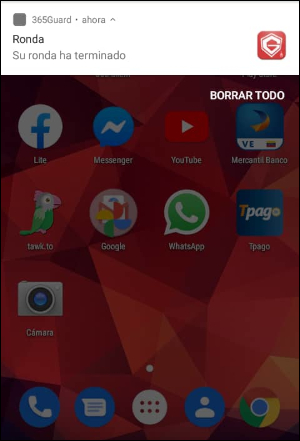 365Guard • ahora
Ronda
Su ronda ha terminado
BORRAR TODO
Lite
Messenger
YouTube
Mercantil Banco
VE
tawk.to
Google
WhatsApp
Tpago
Tpago
Cámara